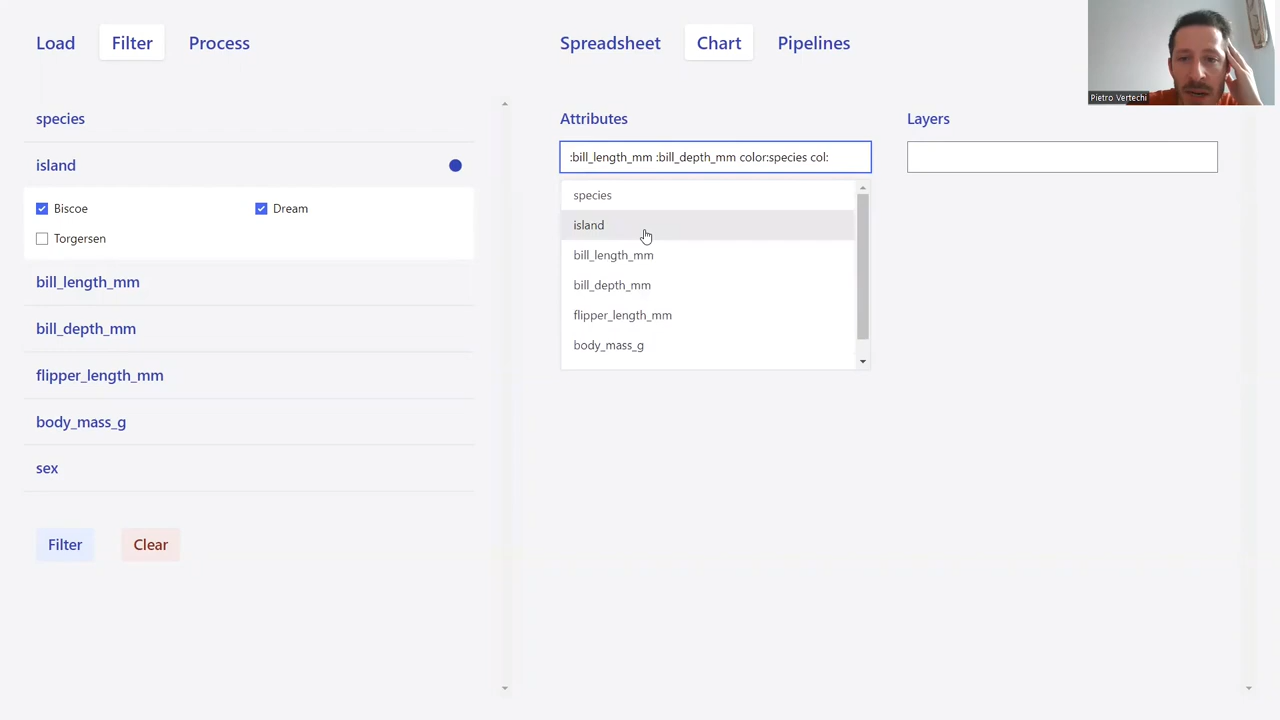 Load Filter Process
Spreadsheet Chart Pipelines
Pietro Vertechi
species
island
Biscoe Dream
Torgersen
bill_length_mm
bill_depth_mm
flipper_length_mm
body_mass_g
sex
Filter Clear
Attributes
:bill_length_mm :bill_depth_mm color:species col:
species
island
bill_length_mm
bill_depth_mm
flipper_length_mm
body_mass_g
Layers